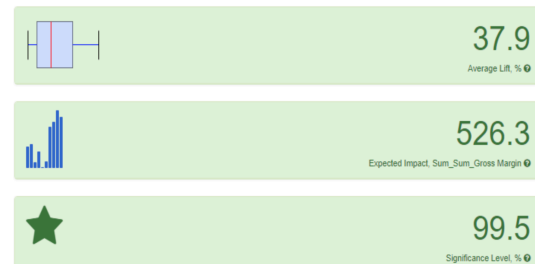 37.9
Average Lift, % ?
526.3
Expected Impact, Sum_Sum_Gross Margin ?
99.5
Significance Level, % ?